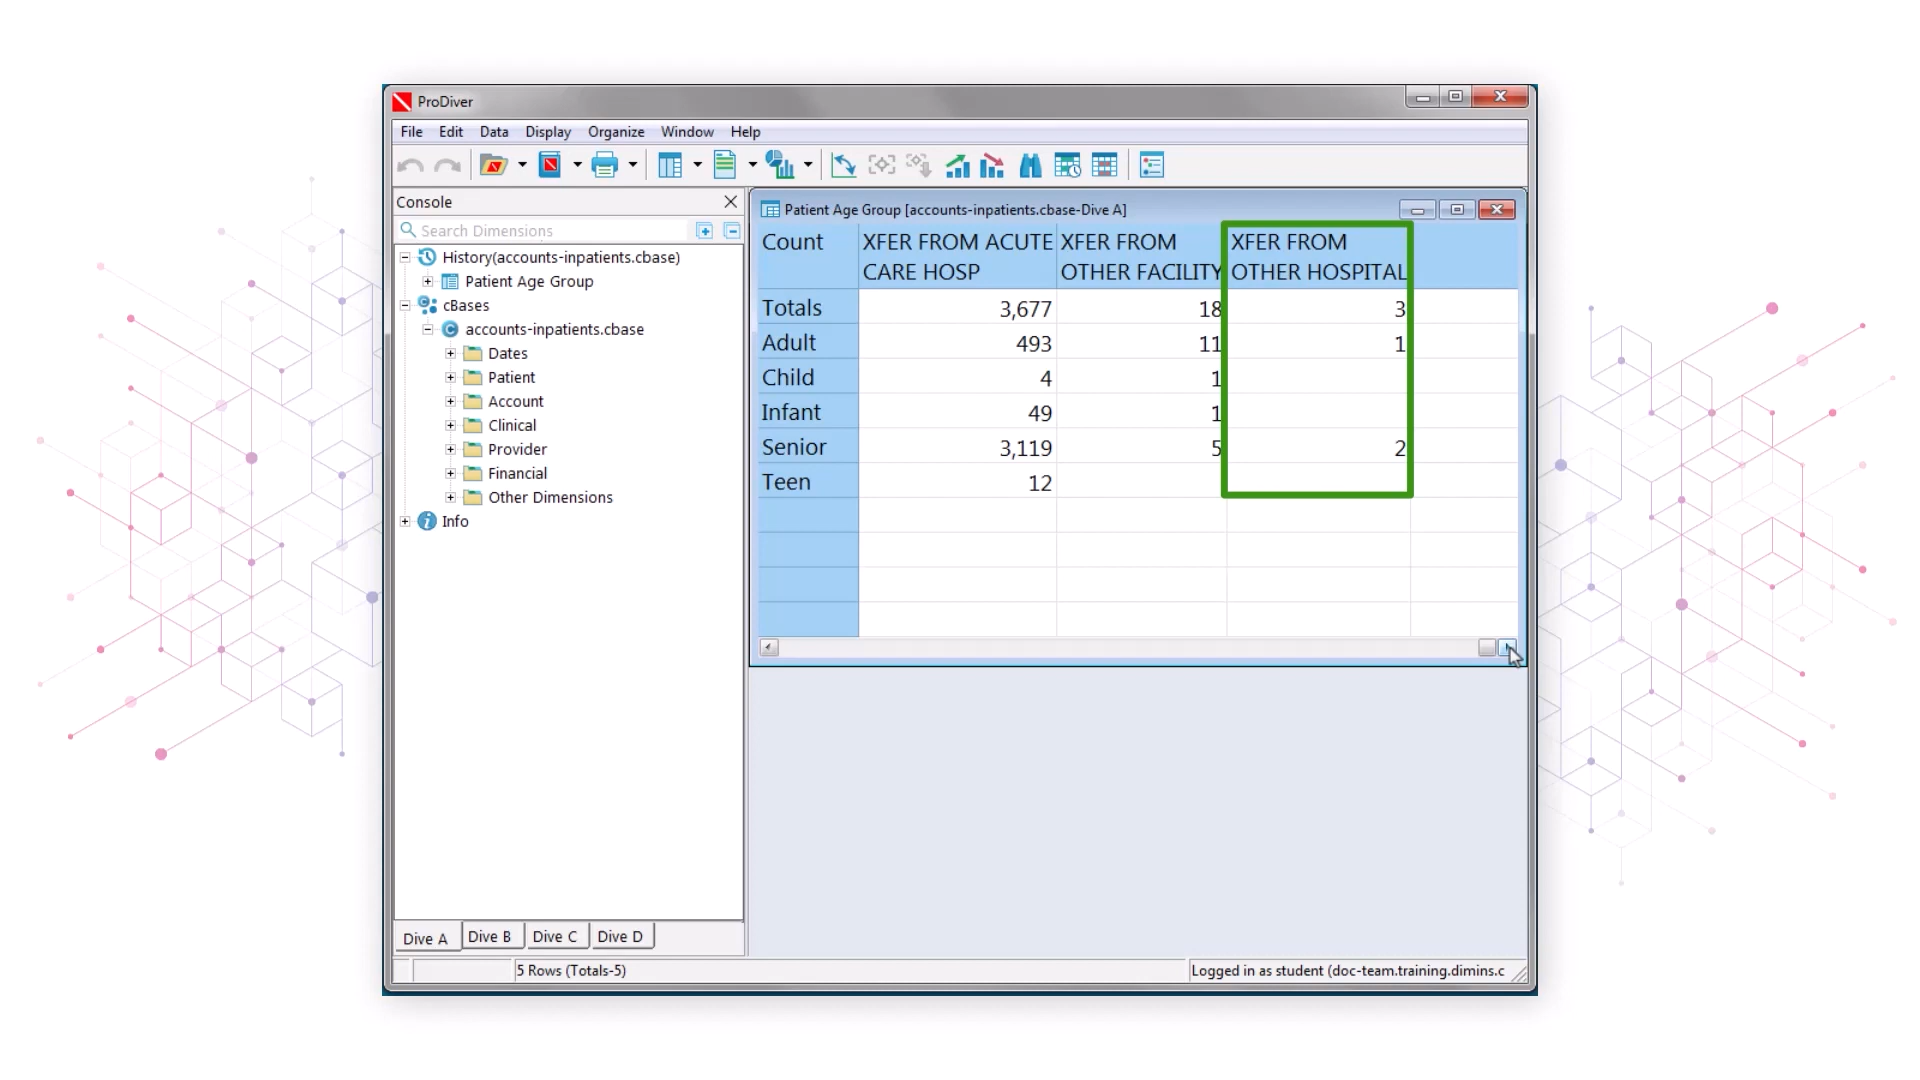 ProDiver
File Edit Data Display Organize Window Help
Console
Search Dimensions
History(accounts-inpatients.cbase)
Patient Age Group
cBases
accounts-inpatients.cbase
Dates
Patient
Account
Clinical
Provider
Financial
Other Dimensions
Info
Dive A Dive B Dive C Dive D
Patient Age Group [accounts-inpatients.cbase-Dive A]
Count XFER FROM ACUTE XFER FROM XFER FROM
CARE HOSP OTHER FACILITY OTHER HOSPITAL
Totals 3,677 18 3
Adult 493 11 1
Child 4 1
Infant 49 1
Senior 3,119 5 2
Teen 12
5 Rows (Totals-5) Logged in as student (doc-team.training.dimins.c